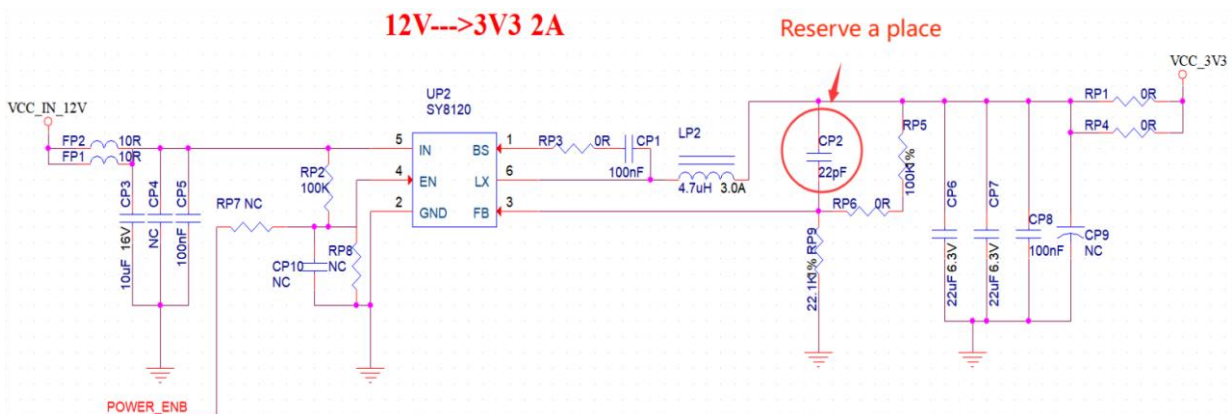 12V--->3V3 2A
Reserve a place
VCC_3V3
VCC_IN_12V
UP2
SY8120
RP1 0R
FP2 10R
FP1 10R
5 IN BS 1
RP3 0R
CP1
100nF
LP2
4.7uH 3.0A
CP2
22pF
RP5
100K1%
RP4 0R
4 EN LX 6
2 GND FB 3
RP2
100K
RP7 NC
CP3
10uF 16V
CP4
NC
CP5
100nF
CP10
NC
RP8
NC
RP6 0R
RP9
22.1K1%
CP6
22uF 6.3V
CP7
22uF 6.3V
CP8
100nF
CP9
NC
POWER_ENB